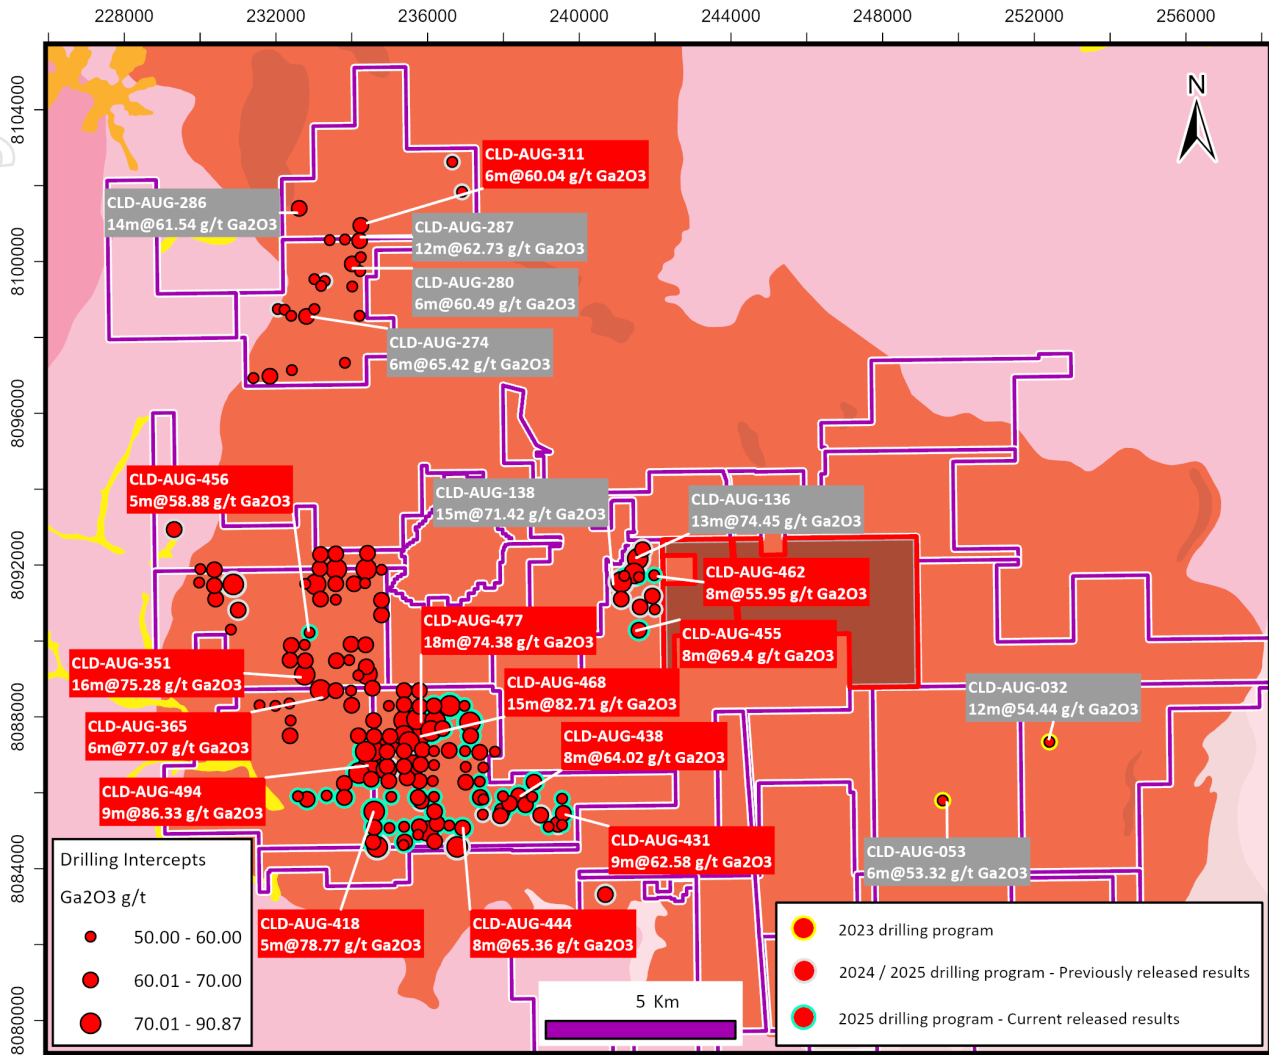 232000
236000
240000
244000
248000
252000
256000
8104000
8100000
8096000
8092000
8088000
8084000
8080000
N
CLD-AUG-311
6m@60.04 g/t Ga2O3
CLD-AUG-286
14m@61.54 g/t Ga2O3
CLD-AUG-287
12m@62.73 g/t Ga2O3
CLD-AUG-280
6m@60.49 g/t Ga2O3
CLD-AUG-274
6m@65.42 g/t Ga2O3
CLD-AUG-456
5m@58.88 g/t Ga2O3
CLD-AUG-138
15m@71.42 g/t Ga2O3
CLD-AUG-136
13m@74.45 g/t Ga2O3
CLD-AUG-462
8m@55.95 g/t Ga2O3
CLD-AUG-477
18m@74.38 g/t Ga2O3
CLD-AUG-455
8m@69.4 g/t Ga2O3
CLD-AUG-351
16m@75.28 g/t Ga2O3
CLD-AUG-468
15m@82.71 g/t Ga2O3
CLD-AUG-032
12m@54.44 g/t Ga2O3
CLD-AUG-365
6m@77.07 g/t Ga2O3
CLD-AUG-438
8m@64.02 g/t Ga2O3
CLD-AUG-494
9m@86.33 g/t Ga2O3
CLD-AUG-431
9m@62.58 g/t Ga2O3
CLD-AUG-053
6m@53.32 g/t Ga2O3
CLD-AUG-418
5m@78.77 g/t Ga2O3
CLD-AUG-444
8m@65.36 g/t Ga2O3
Drilling Intercepts
Ga2O3 g/t
50.00 - 60.00
60.01 - 70.00
70.01 - 90.87
5 Km
2023 drilling program
2024 / 2025 drilling program - Previously released results
2025 drilling program - Current released results